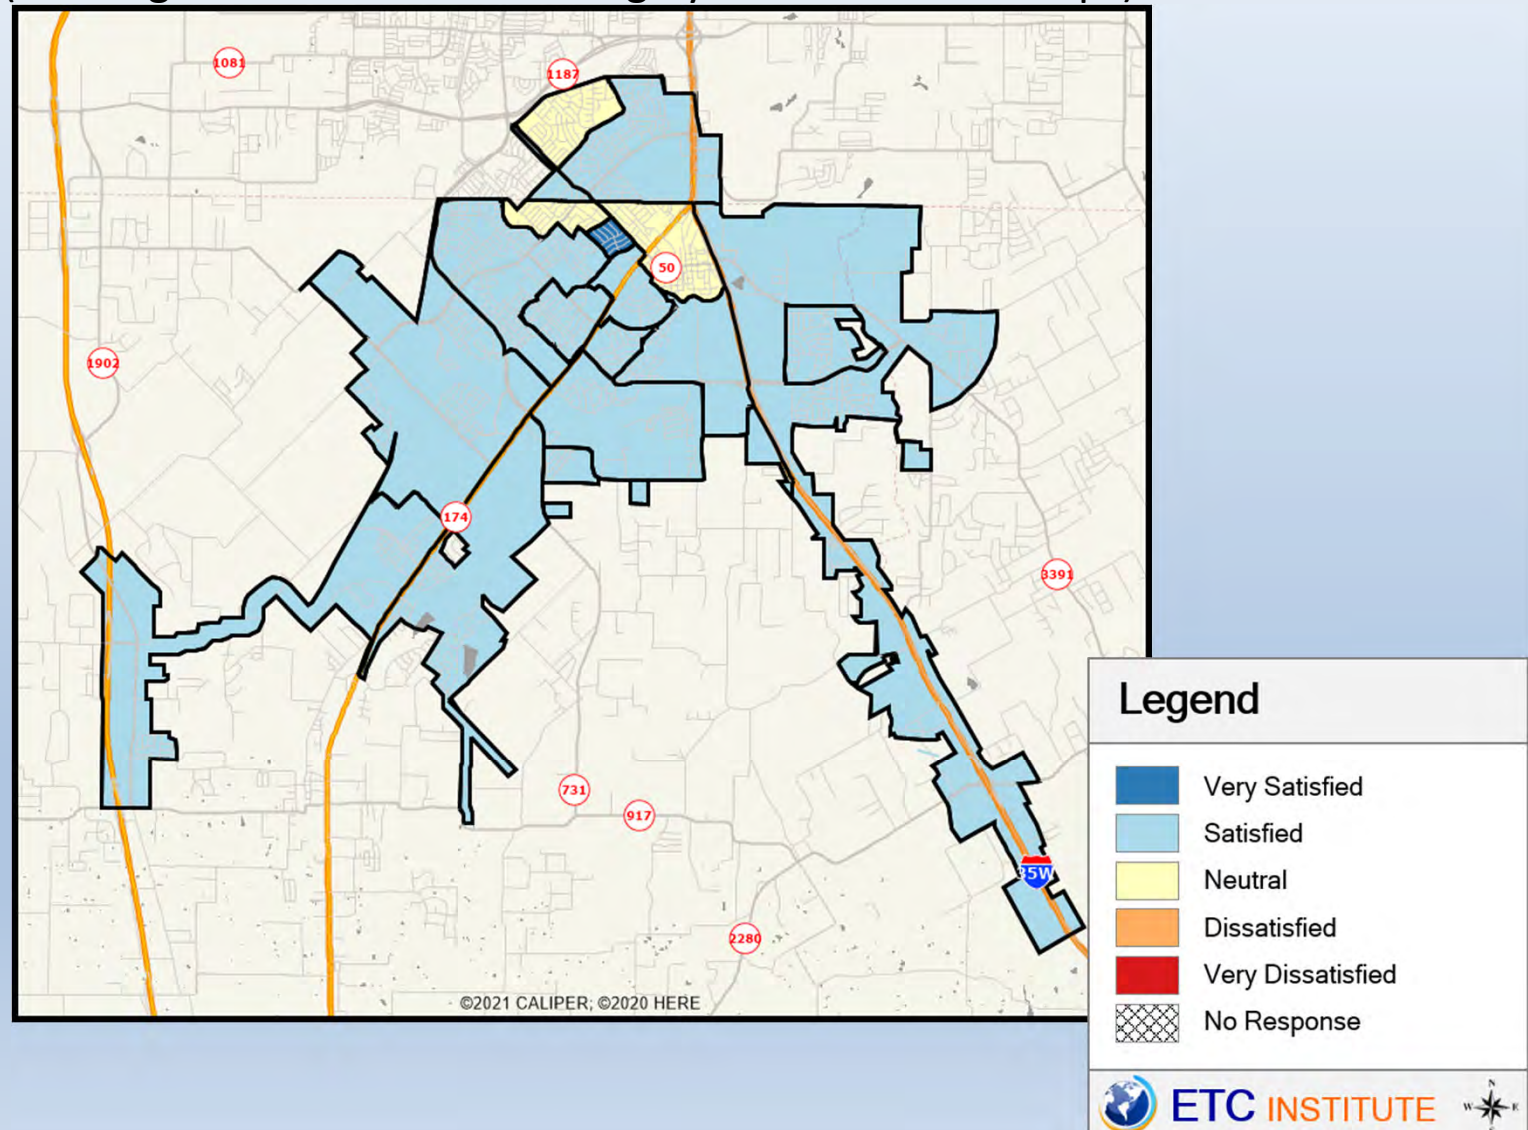 1081
1187
50
1902
174
3391
731
917
35W
2280
©2021 CALIPER; ©2020 HERE
Legend
Very Satisfied
Satisfied
Neutral
Dissatisfied
Very Dissatisfied
No Response
ETC INSTITUTE
N
W E